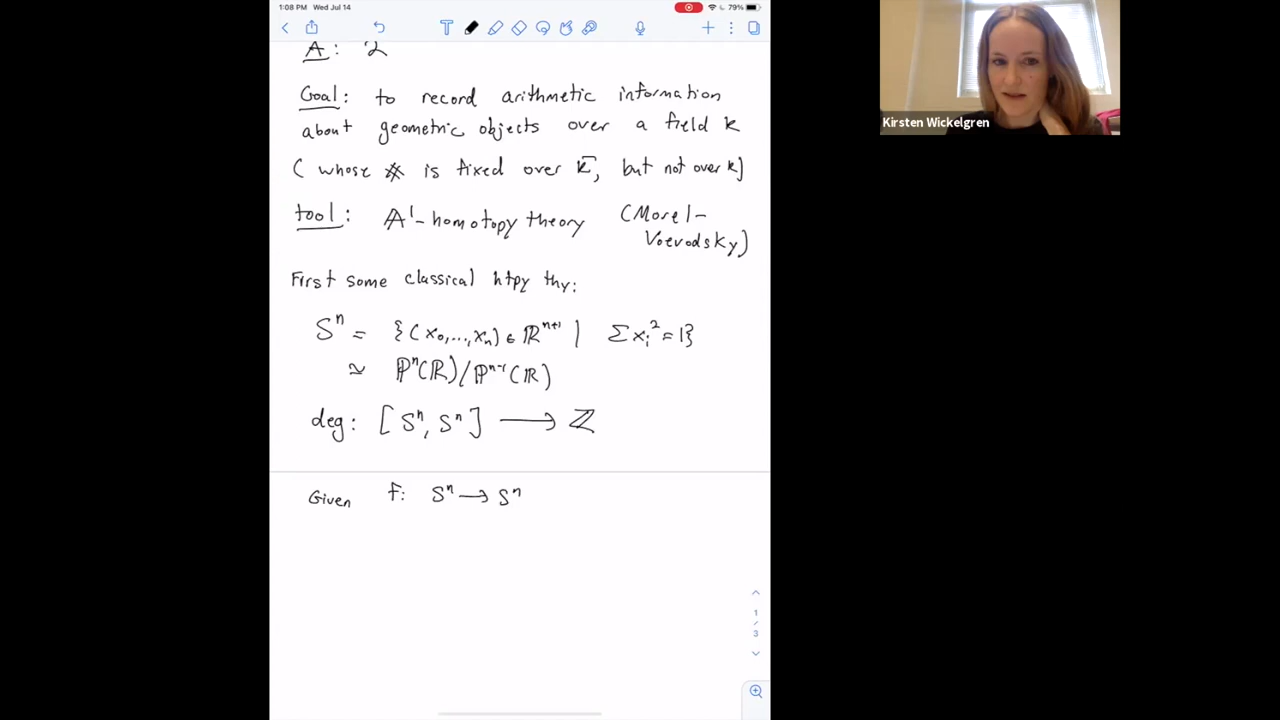 1:08 PM Wed Jul 14
79%
A: 2
Goal: to record arithmetic information
about geometric objects over a field k
(whose # is fixed over k̅, but not over k)
tool: 𝔸¹-homotopy theory (Morel-
Voevodsky)
First some classical htpy thy:
Sⁿ = {(x₀,...,xₙ) ∈ ℝⁿ⁺¹ | Σxᵢ² = 1}
≃ ℙⁿ(ℝ)/ℙⁿ⁻¹(ℝ)
deg: [Sⁿ, Sⁿ] ⟶ ℤ
Given f: Sⁿ ⟶ Sⁿ
1
/
3
Kirsten Wickelgren